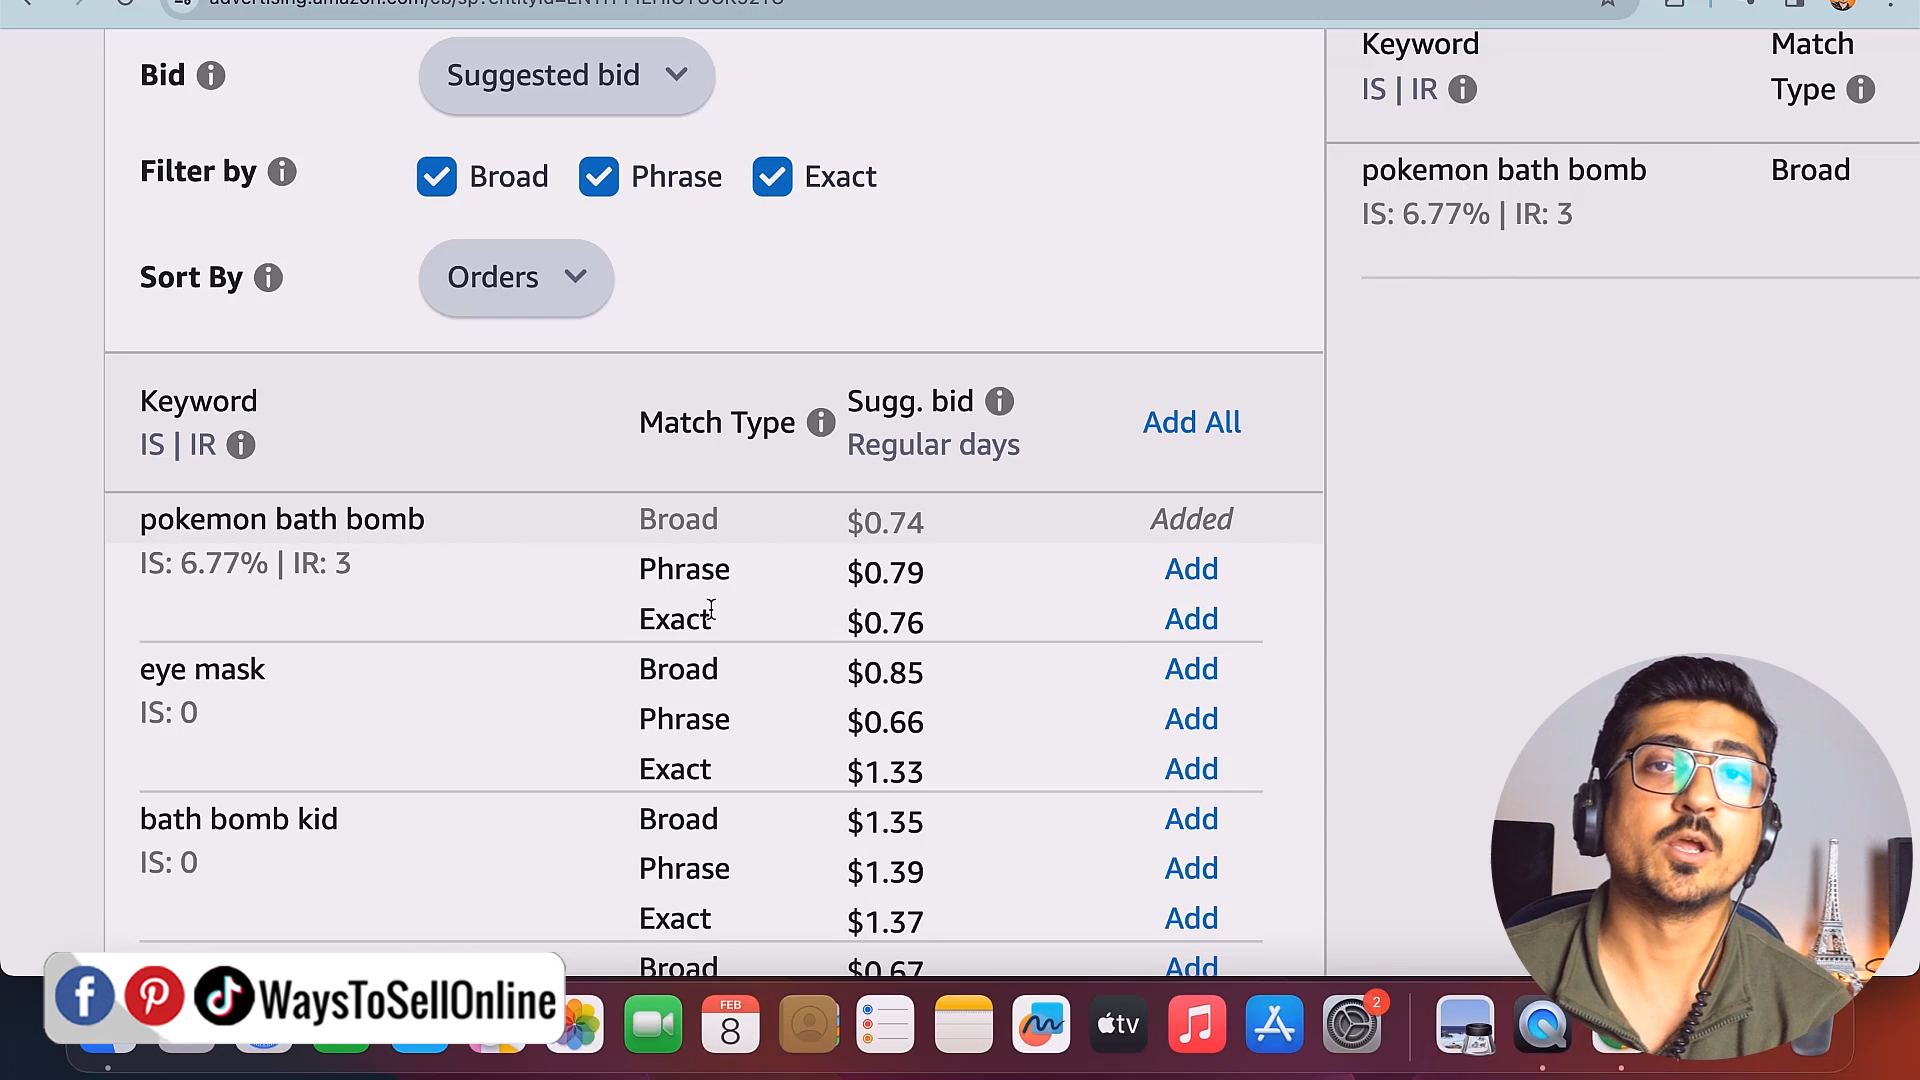 Bid
Suggested bid
Filter by
Broad
Phrase
Exact
Sort By
Orders
Keyword
IS | IR
Match Type
Sugg. bid
Regular days
Add All
pokemon bath bomb
IS: 6.77% | IR: 3
Broad $0.74 Added
Phrase $0.79 Add
Exact $0.76 Add
eye mask
IS: 0
Broad $0.85 Add
Phrase $0.66 Add
Exact $1.33 Add
bath bomb kid
IS: 0
Broad $1.35 Add
Phrase $1.39 Add
Exact $1.37 Add
Broad $0.67 Add
Keyword
IS | IR
Match
Type
pokemon bath bomb
Broad
IS: 6.77% | IR: 3
WaysToSellOnline
FEB
8
tv
2